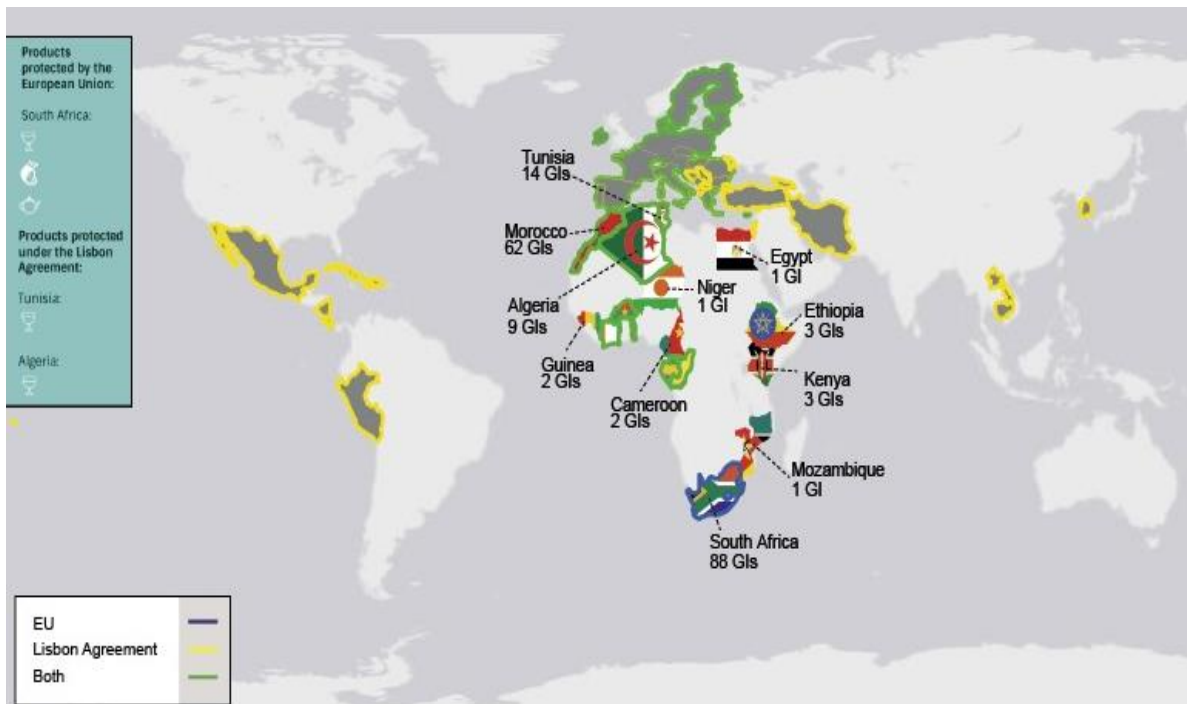 Products
protected by the
European Union:
South Africa:
Products protected
under the Lisbon
Agreement:
Tunisia:
Algeria:
Tunisia
14 GIs
Morocco
62 GIs
Algeria
9 GIs
Niger
1 GI
Egypt
1 GI
Ethiopia
3 GIs
Guinea
2 GIs
Cameroon
2 GIs
Kenya
3 GIs
Mozambique
1 GI
South Africa
88 GIs
EU
Lisbon Agreement
Both